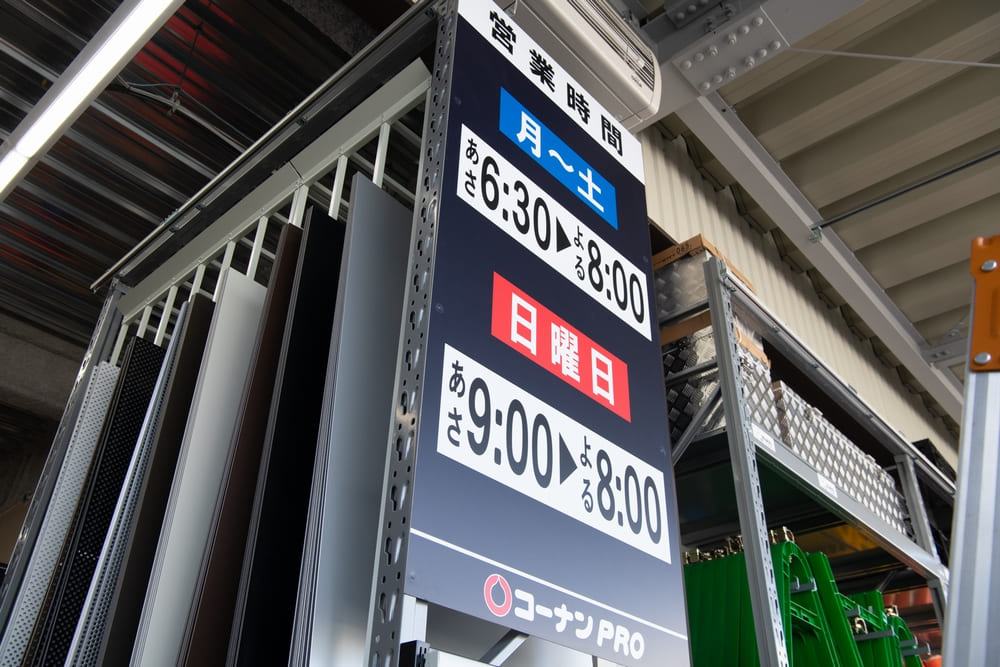 営業時間
月～土
あさ6:30▶よる8:00
日曜日
あさ9:00▶よる8:00
コーナンPRO